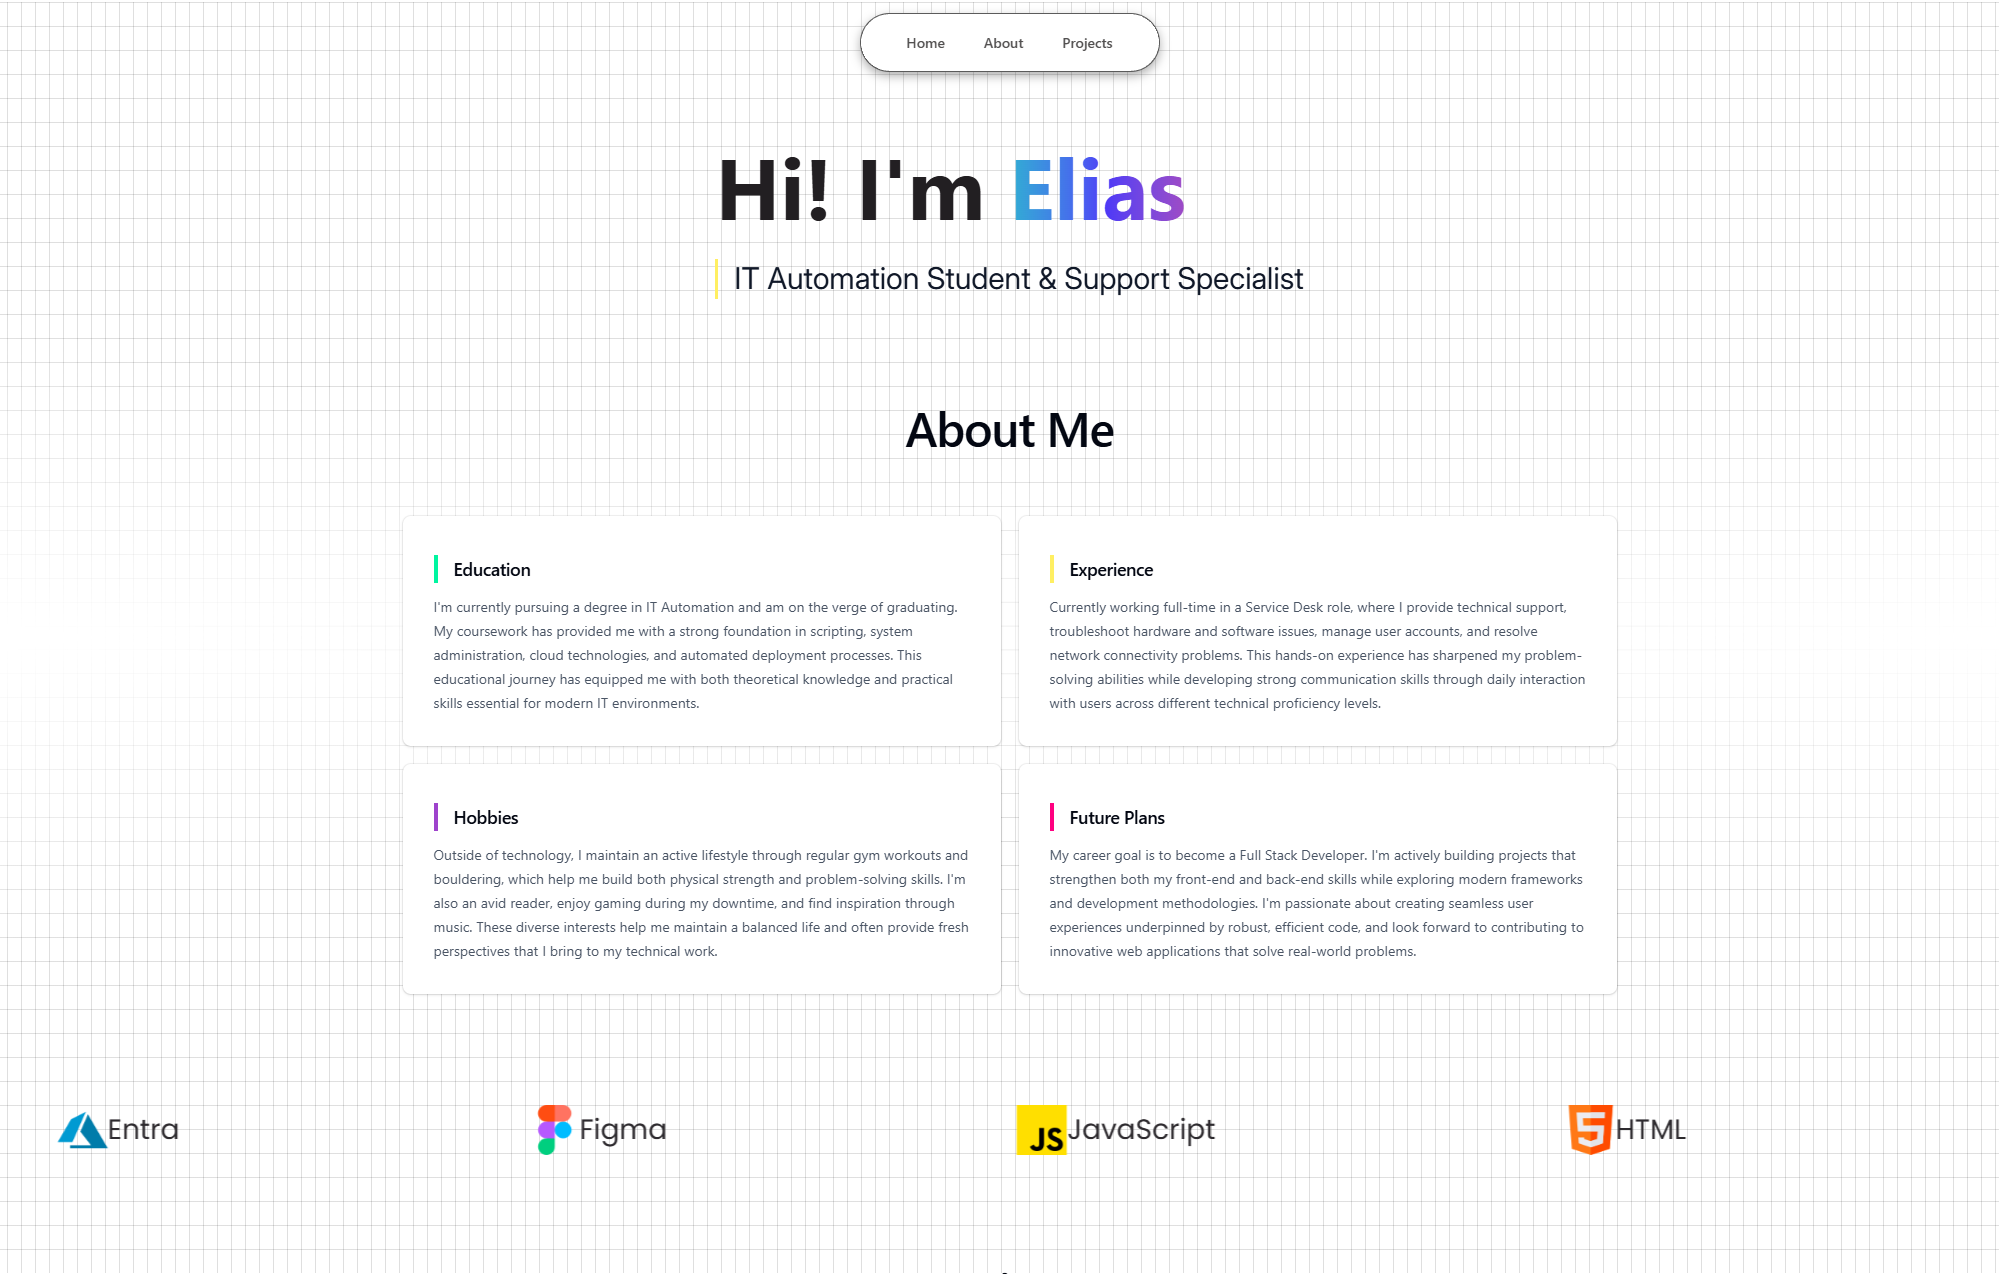 Home About Projects
Hi! I'm Elias
IT Automation Student & Support Specialist
About Me
Education
I'm currently pursuing a degree in IT Automation and am on the verge of graduating.
My coursework has provided me with a strong foundation in scripting, system
administration, cloud technologies, and automated deployment processes. This
educational journey has equipped me with both theoretical knowledge and practical
skills essential for modern IT environments.
Experience
Currently working full-time in a Service Desk role, where I provide technical support,
troubleshoot hardware and software issues, manage user accounts, and resolve
network connectivity problems. This hands-on experience has sharpened my problem-
solving abilities while developing strong communication skills through daily interaction
with users across different technical proficiency levels.
Hobbies
Outside of technology, I maintain an active lifestyle through regular gym workouts and
bouldering, which help me build both physical strength and problem-solving skills. I'm
also an avid reader, enjoy gaming during my downtime, and find inspiration through
music. These diverse interests help me maintain a balanced life and often provide fresh
perspectives that I bring to my technical work.
Future Plans
My career goal is to become a Full Stack Developer. I'm actively building projects that
strengthen both my front-end and back-end skills while exploring modern frameworks
and development methodologies. I'm passionate about creating seamless user
experiences underpinned by robust, efficient code, and look forward to contributing to
innovative web applications that solve real-world problems.
Entra
Figma
JS JavaScript
5 HTML